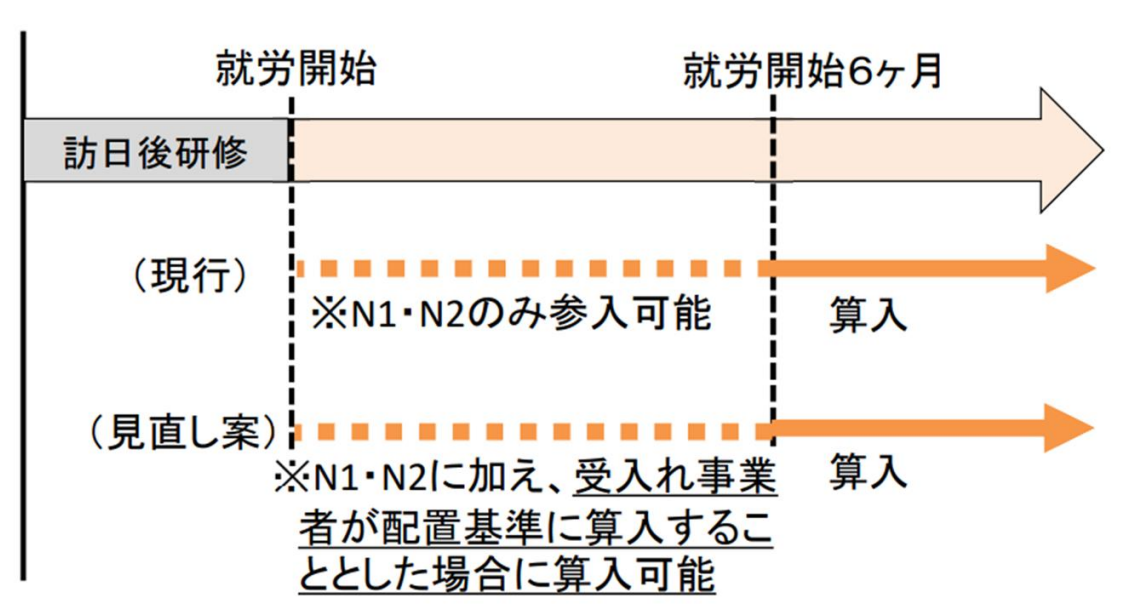 就労開始
就労開始6ヶ月
訪日後研修
（現行）
※N1・N2のみ参入可能
算入
（見直し案）
※N1・N2に加え、受入れ事業
者が配置基準に算入するこ
ととした場合に算入可能
算入